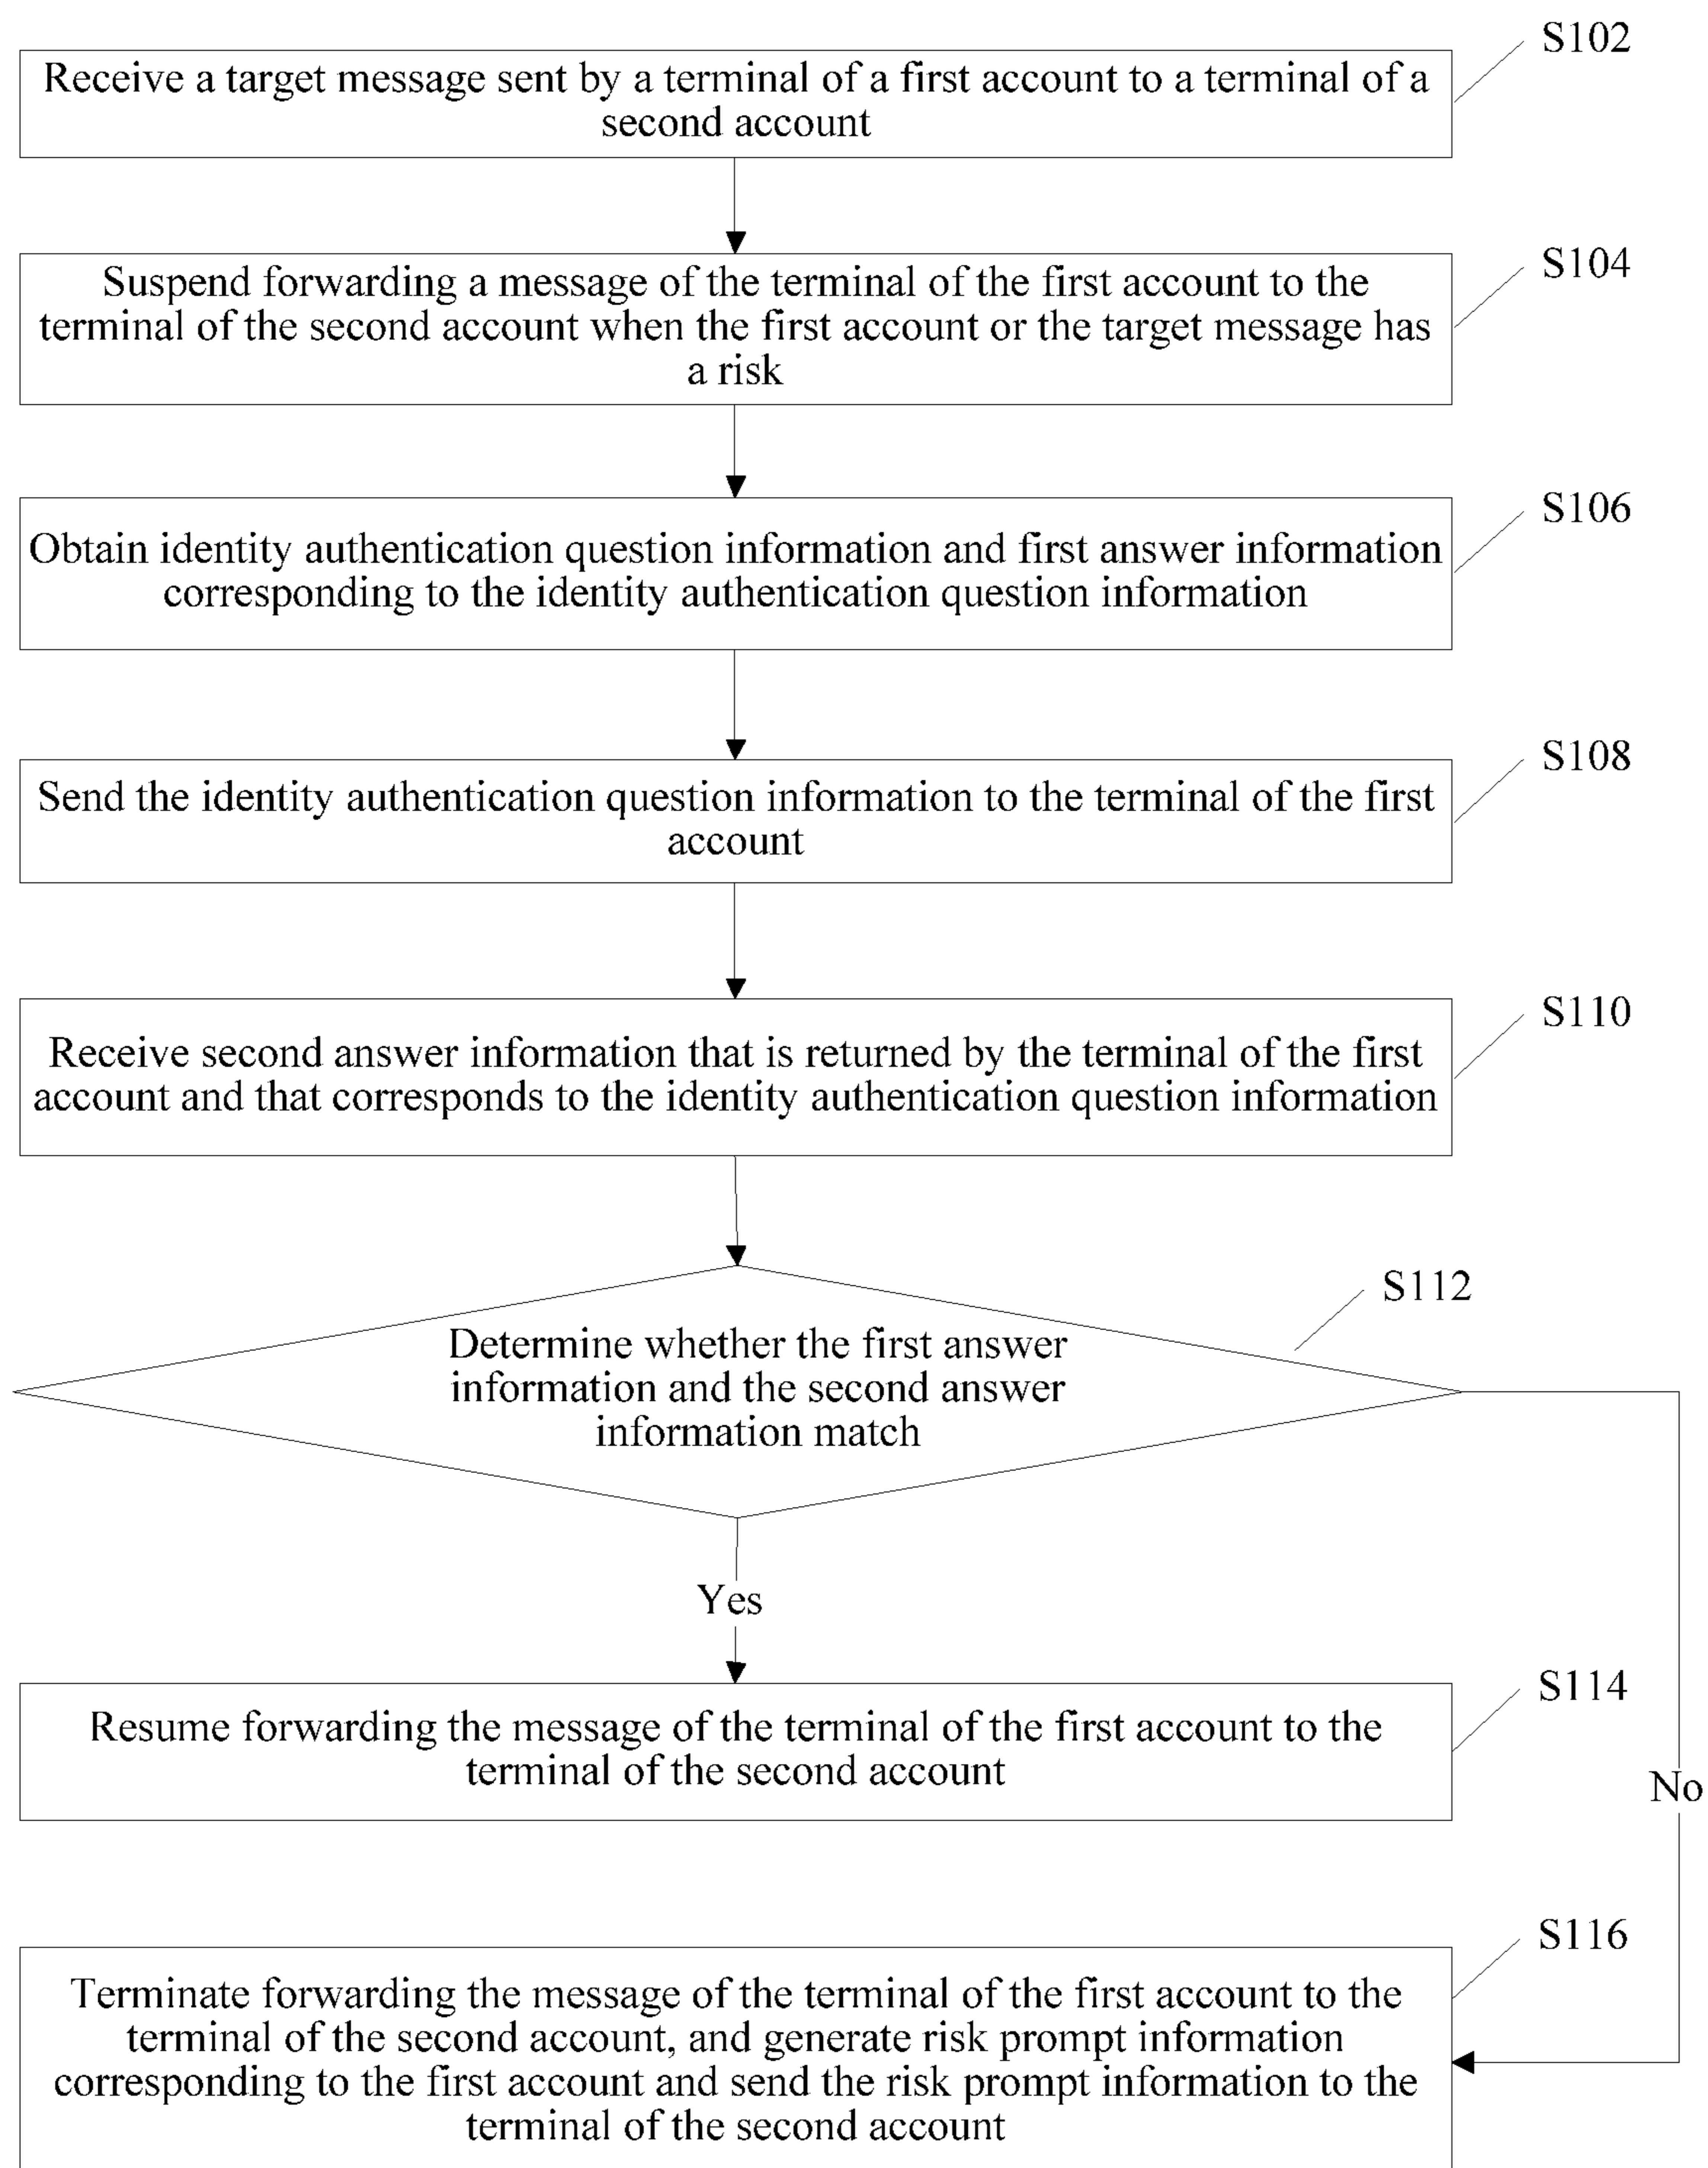 S102
Receive a target message sent by a terminal of a first account to a terminal of a
second account
S104
Suspend forwarding a message of the terminal of the first account to the
terminal of the second account when the first account or the target message has
a risk
S106
Obtain identity authentication question information and first answer information
corresponding to the identity authentication question information
S108
Send the identity authentication question information to the terminal of the first
account
S110
Receive second answer information that is returned by the terminal of the first
account and that corresponds to the identity authentication question information
S112
Determine whether the first answer
information and the second answer
information match
Yes
S114
Resume forwarding the message of the terminal of the first account to the
terminal of the second account
No
S116
Terminate forwarding the message of the terminal of the first account to the
terminal of the second account, and generate risk prompt information
corresponding to the first account and send the risk prompt information to the
terminal of the second account